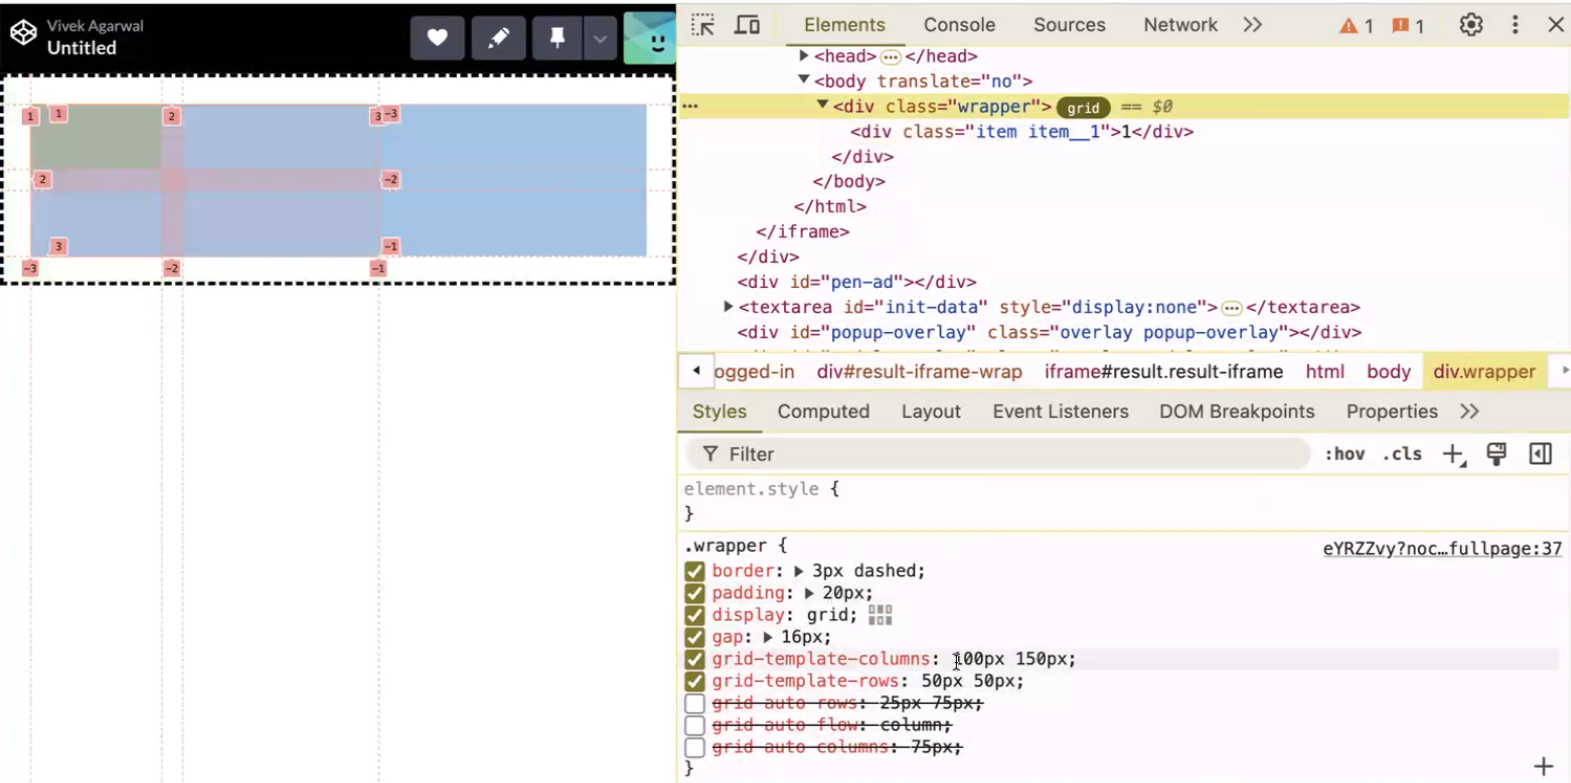 Vivek Agarwal
Untitled
1 1 2 3 -3
2 -2
3 -1
-3 -2 -1
Elements Console Sources Network 1 1
<head> </head>
<body translate="no">
<div class="wrapper"> grid == $0
<div class="item item__1">1</div>
</div>
</body>
</html>
</iframe>
</div>
<div id="pen-ad"></div>
<textarea id="init-data" style="display:none"> </textarea>
<div id="popup-overlay" class="overlay popup-overlay"></div>
ogged-in div#result-iframe-wrap iframe#result.result-iframe html body div.wrapper
Styles Computed Layout Event Listeners DOM Breakpoints Properties
Filter :hov .cls
element.style {
}
.wrapper { eYRZZvy?noc…fullpage:37
border: 3px dashed;
padding: 20px;
display: grid;
gap: 16px;
grid-template-columns: 100px 150px;
grid-template-rows: 50px 50px;
grid-auto-rows: 25px 75px;
grid-auto-flow: column;
grid-auto-columns: 75px;
}